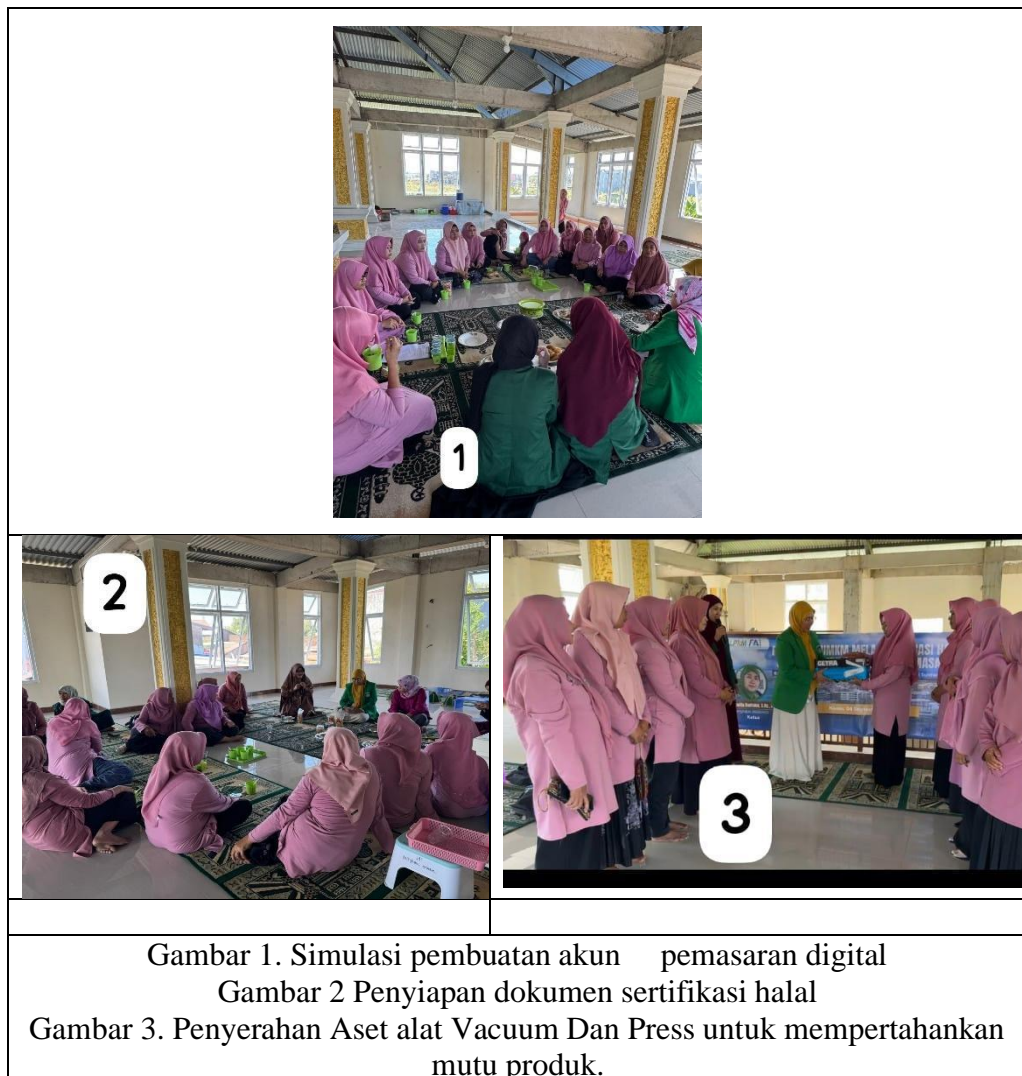 1
2
3
GETRA
Gambar 1. Simulasi pembuatan akun pemasaran digital
Gambar 2 Penyiapan dokumen sertifikasi halal
Gambar 3. Penyerahan Aset alat Vacuum Dan Press untuk mempertahankan
mutu produk.